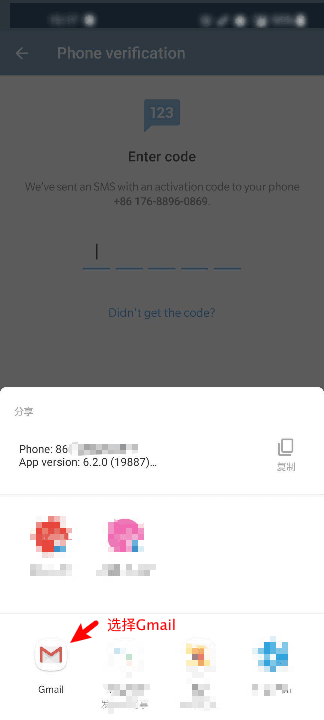 Phone verification
123
Enter code
We've sent an SMS with an activation code to your phone
+86 176-8896-0869.
Didn't get the code?
分享
Phone: 86
App version: 6.2.0 (19887)...
复制
选择Gmail
Gmail